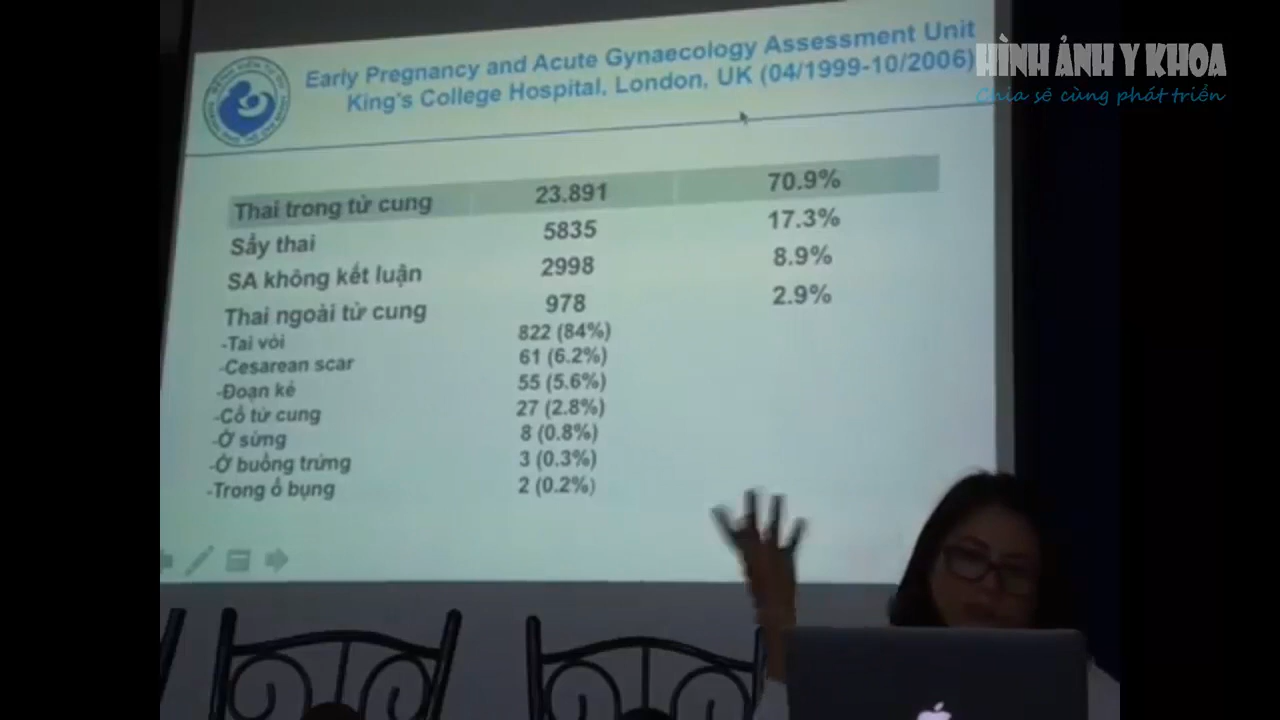 Early Pregnancy and Acute Gynaecology Assessment Unit
King's College Hospital, London, UK (04/1999-10/2006)
HÌNH ẢNH Y KHOA
Chia sẽ cùng phát triển
Thai trong tử cung 23.891 70.9%
Sẩy thai 5835 17.3%
SA không kết luận 2998 8.9%
Thai ngoài tử cung 978 2.9%
-Tai vòi 822 (84%)
-Cesarean scar 61 (6.2%)
-Đoạn kẻ 55 (5.6%)
-Cổ tử cung 27 (2.8%)
-Ở sừng 8 (0.8%)
-Ở buồng trứng 3 (0.3%)
-Trong ổ bụng 2 (0.2%)